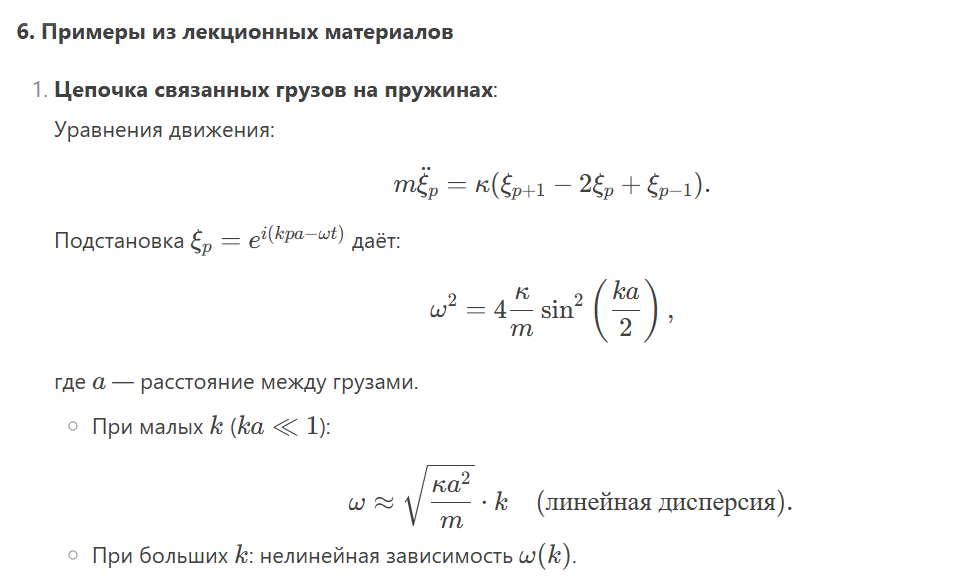 6. Примеры из лекционных материалов
1. Цепочка связанных грузов на пружинах:
Уравнения движения:
$m\ddot{\xi}_p = \kappa(\xi_{p+1} - 2\xi_p + \xi_{p-1}).$
Подстановка $\xi_p = e^{i(kpa-\omega t)}$ даёт:
$\omega^2 = 4\frac{\kappa}{m}\sin^2\left(\frac{ka}{2}\right),$
где $a$ — расстояние между грузами.
○ При малых $k$ ($ka \ll 1$):
$\omega \approx \sqrt{\frac{\kappa a^2}{m}} \cdot k$ (линейная дисперсия).
○ При больших $k$: нелинейная зависимость $\omega(k)$.